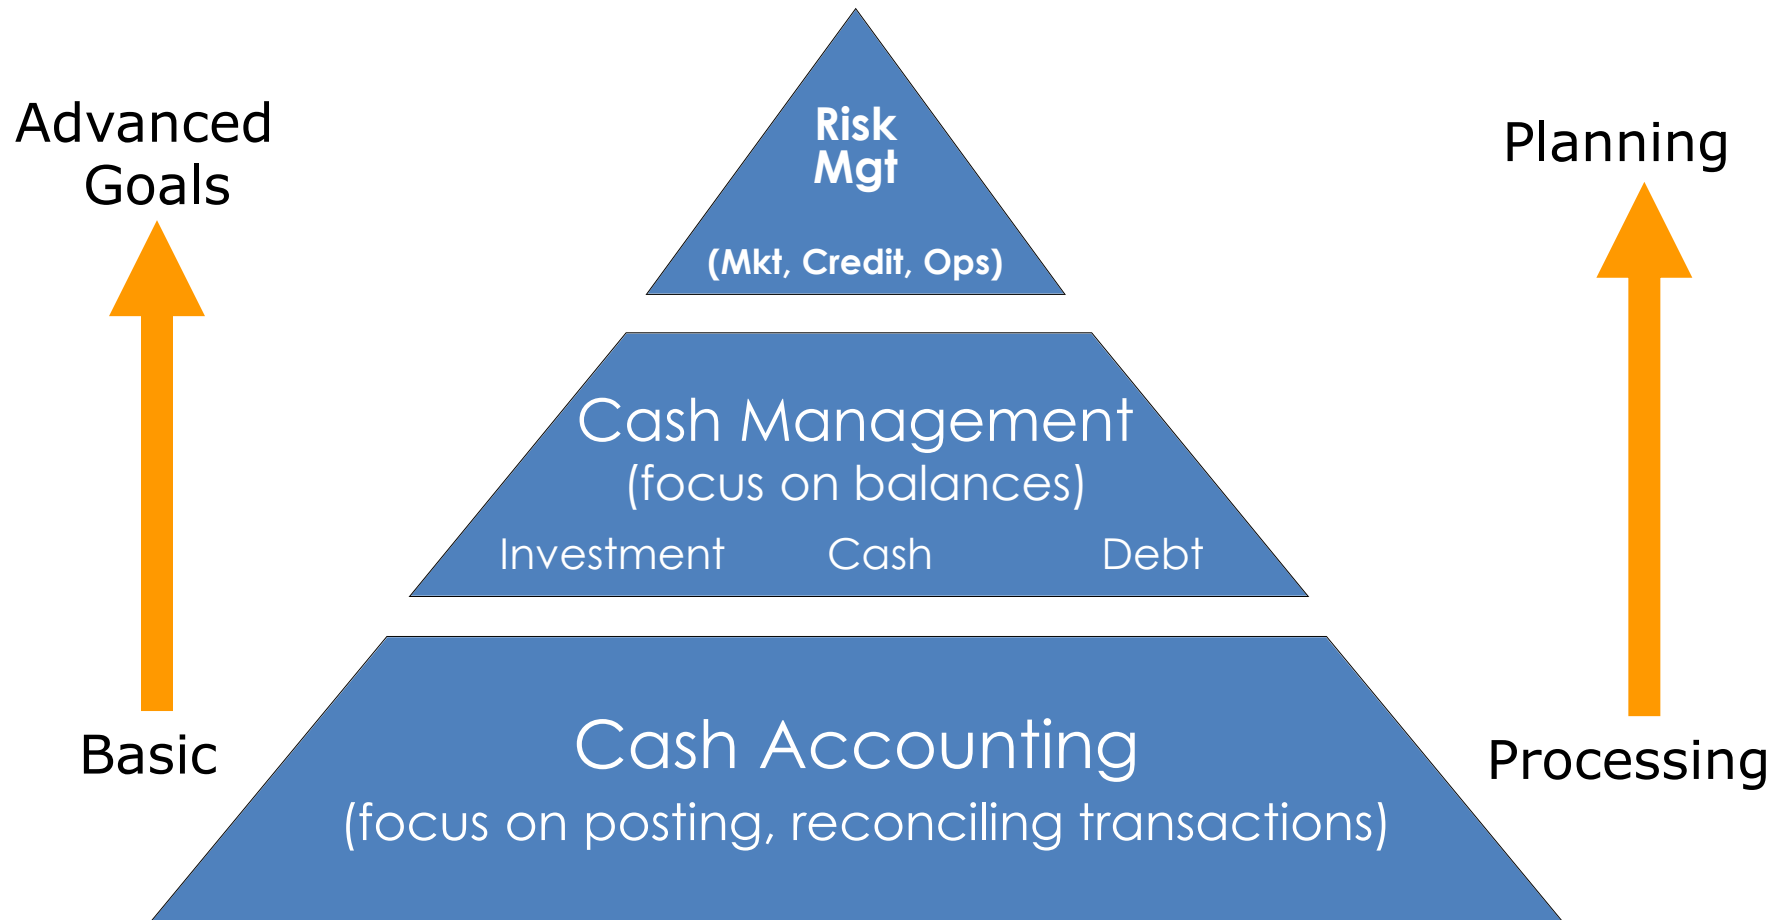 Advanced
Goals
Basic
Risk
Mgt
(Mkt, Credit, Ops)
Cash Management
(focus on balances)
Investment Cash Debt
Cash Accounting
(focus on posting, reconciling transactions)
Planning
Processing